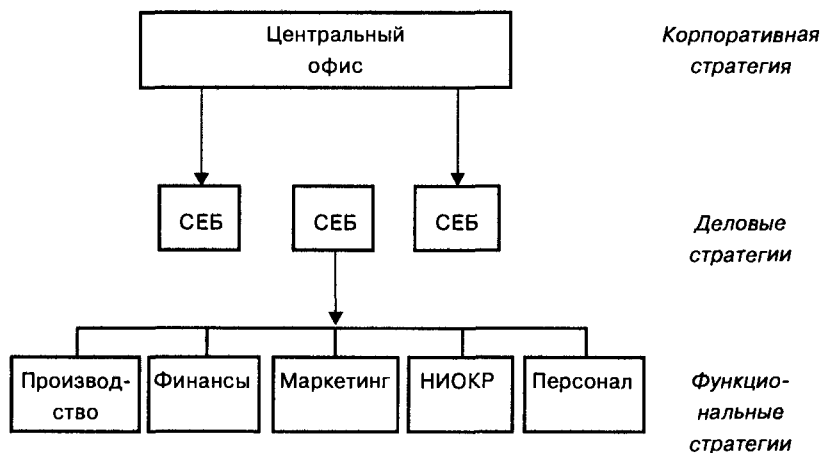 Центральный
офис
Корпоративная
стратегия
СЕБ
СЕБ
СЕБ
Деловые
стратегии
Производ-
ство
Финансы
Маркетинг
НИОКР
Персонал
Функцио-
нальные
стратегии